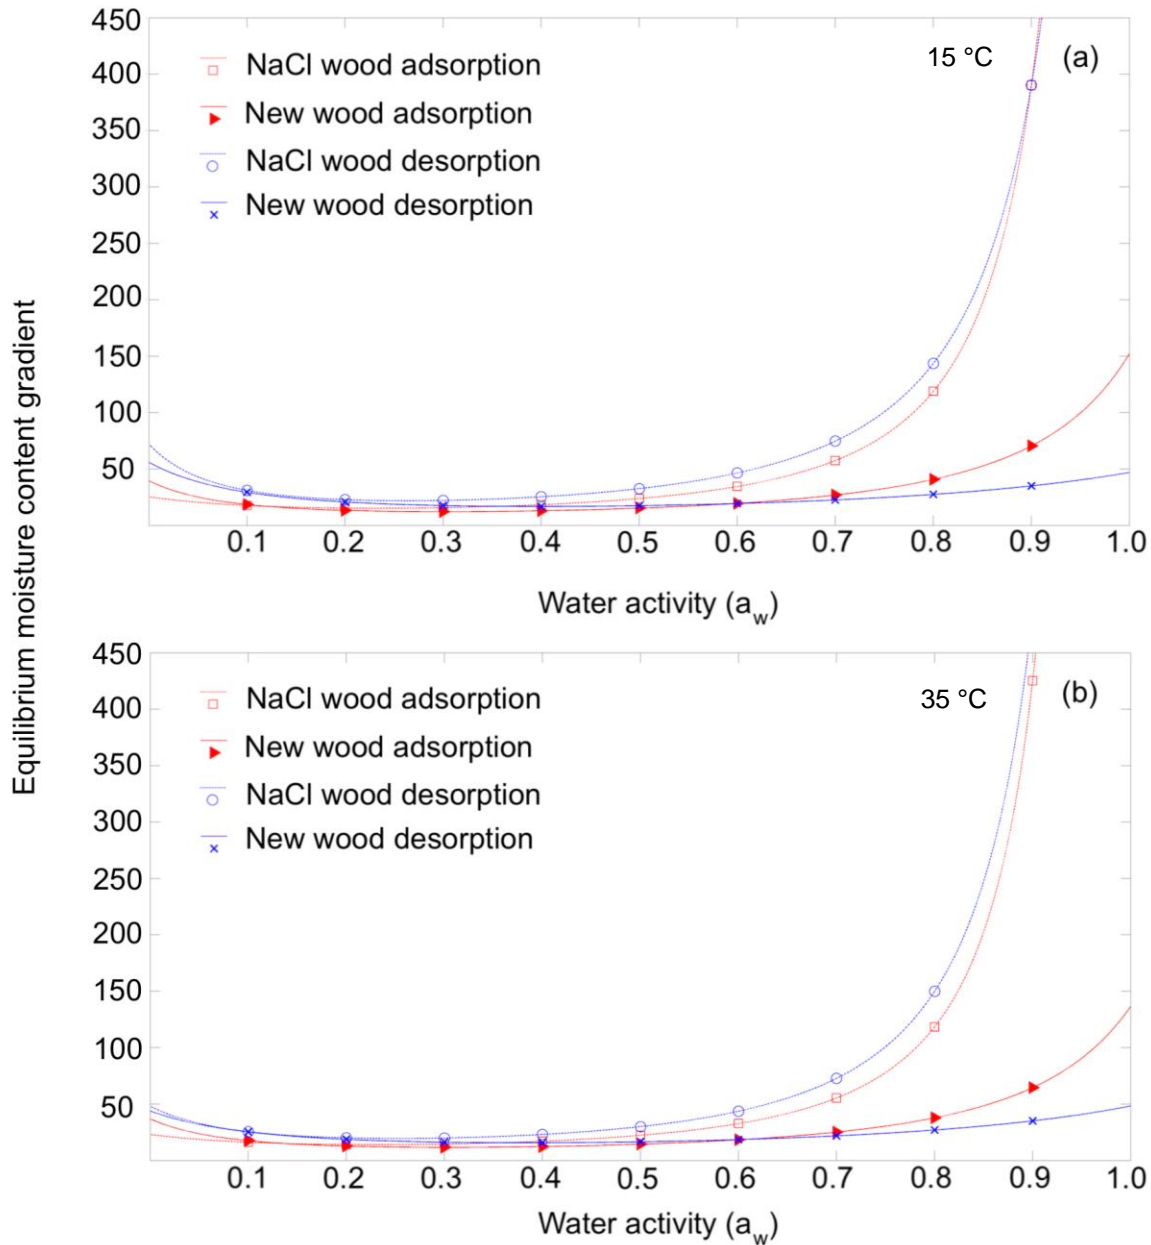 Equilibrium moisture content gradient
450
400
350
300
250
200
150
100
50
NaCl wood adsorption
New wood adsorption
NaCl wood desorption
New wood desorption
15 °C
(a)
0.1 0.2 0.3 0.4 0.5 0.6 0.7 0.8 0.9 1.0
Water activity (a_w)
450
400
350
300
250
200
150
100
50
NaCl wood adsorption
New wood adsorption
NaCl wood desorption
New wood desorption
35 °C
(b)
0.1 0.2 0.3 0.4 0.5 0.6 0.7 0.8 0.9 1.0
Water activity (a_w)